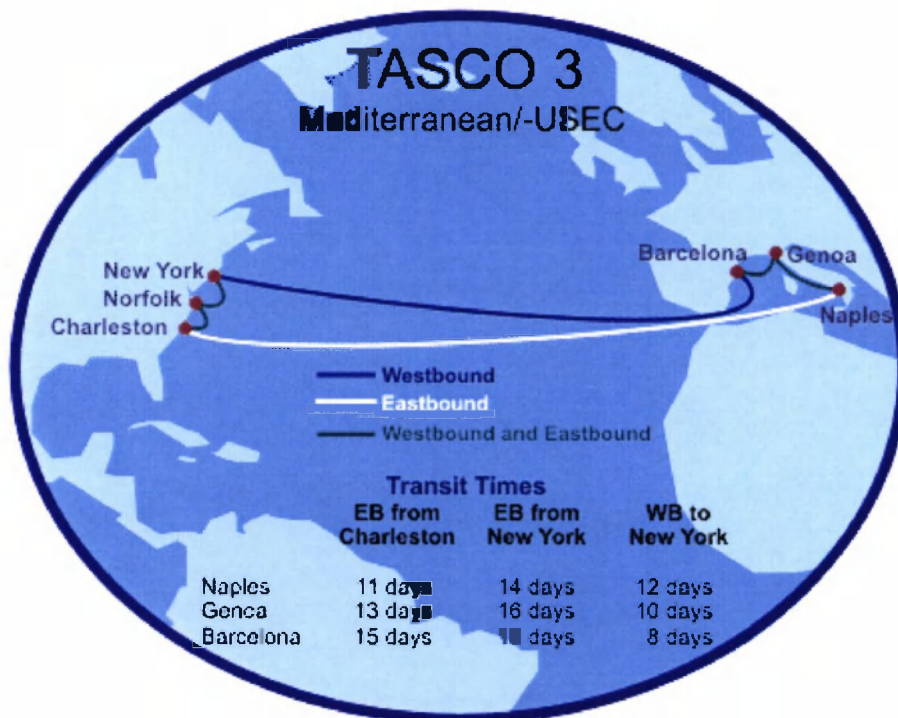 TASCO 3
Mediterranean/-USEC
Barcelona
Genoa
New York
Norfolk
Naples
Charleston
Westbound
Eastbound
Westbound and Eastbound
Transit Times
EB from Charleston
EB from New York
WB to New York
Naples 11 days 14 days 12 days
Genca 13 days 16 days 10 days
Barcelona 15 days days 8 days